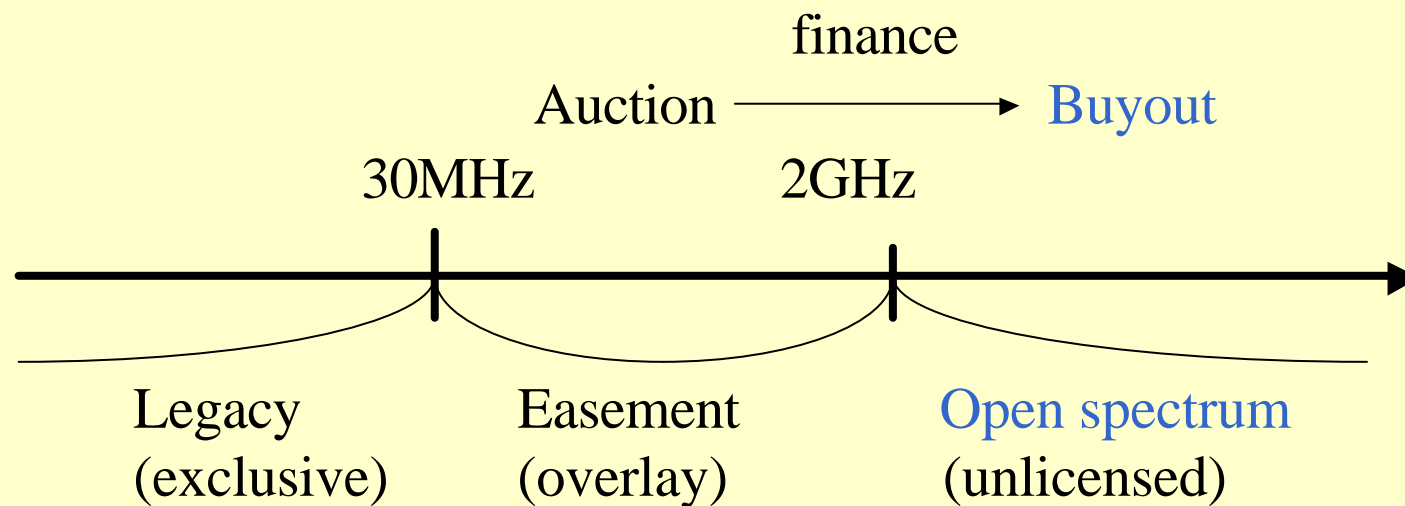 finance
Auction Buyout
30MHz 2GHz
Legacy Easement Open spectrum
(exclusive) (overlay) (unlicensed)